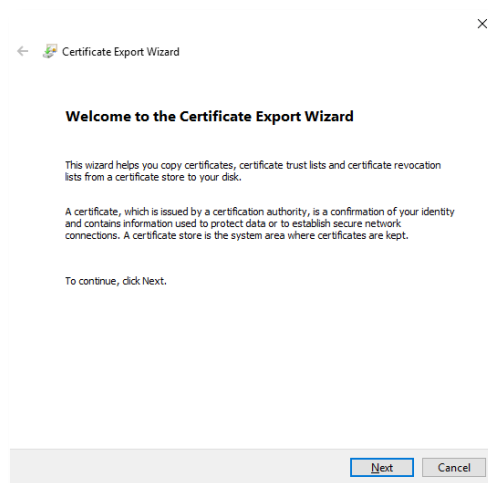 Certificate Export Wizard
Welcome to the Certificate Export Wizard
This wizard helps you copy certificates, certificate trust lists and certificate revocation
lists from a certificate store to your disk.
A certificate, which is issued by a certification authority, is a confirmation of your identity
and contains information used to protect data or to establish secure network
connections. A certificate store is the system area where certificates are kept.
To continue, click Next.
Next Cancel